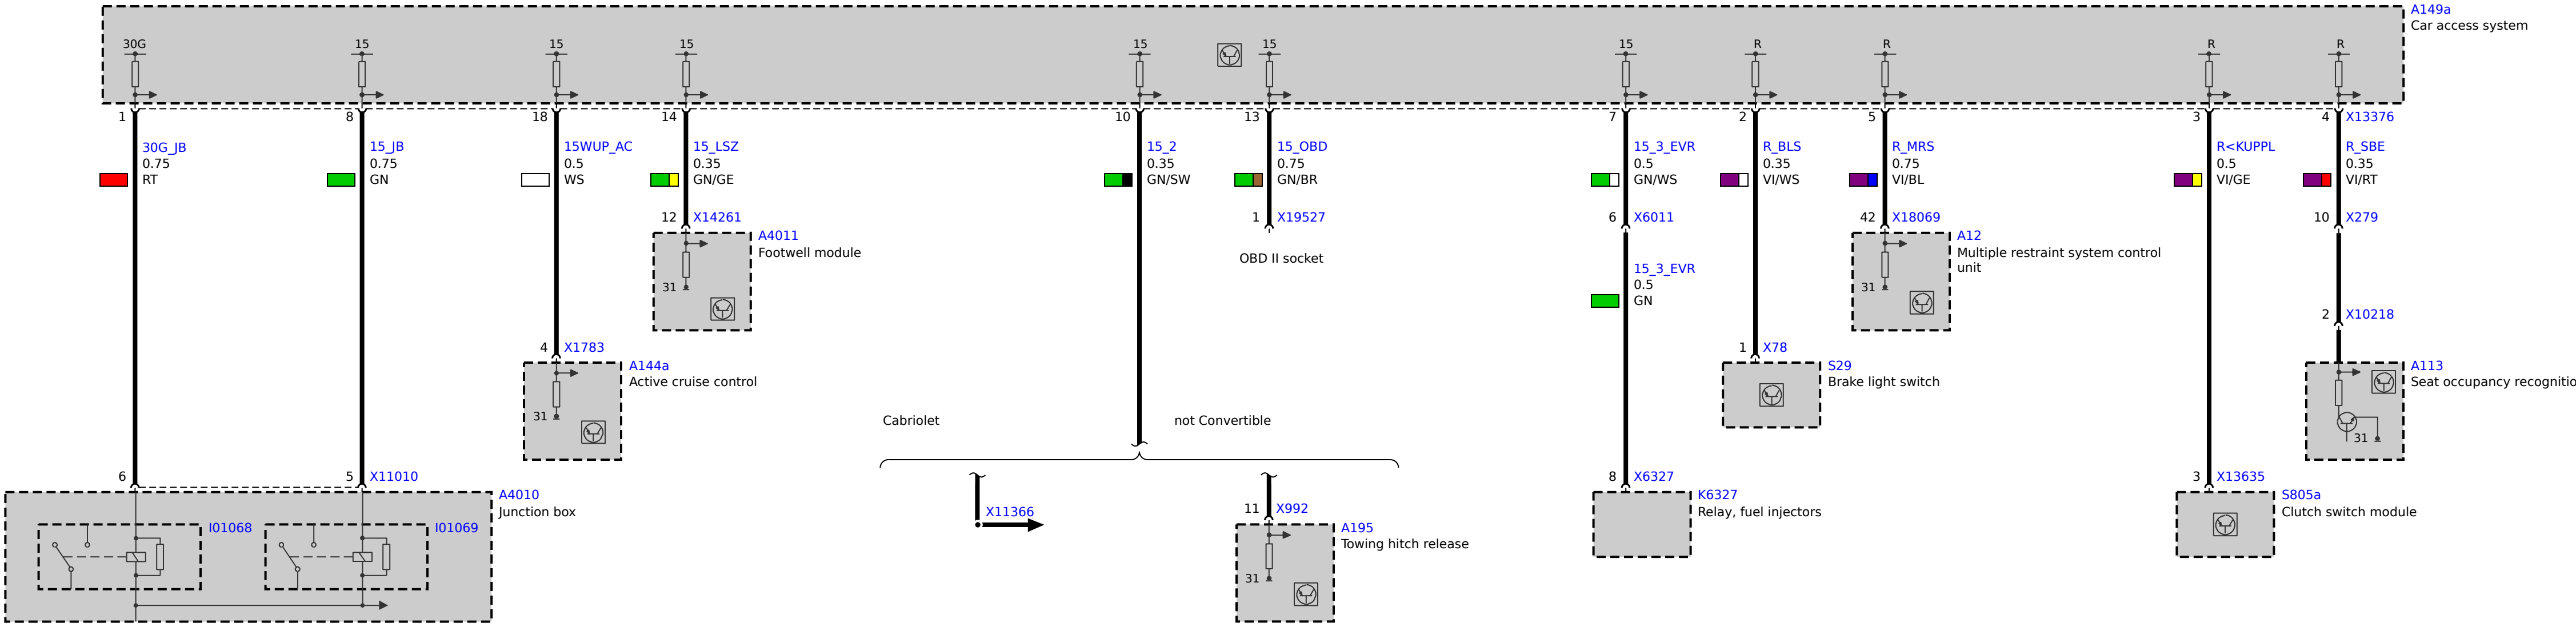 A149a
Car access system
30G 15 15 15 15 15 15 R R R R
1 8 18 14 10 13 7 2 5 3 4 X13376
30G_JB
0.75
RT
15_JB
0.75
GN
15WUP_AC
0.5
WS
15_LSZ
0.35
GN/GE
15_2
0.35
GN/SW
15_OBD
0.75
GN/BR
15_3_EVR
0.5
GN/WS
R_BLS
0.35
VI/WS
R_MRS
0.75
VI/BL
R<KUPPL
0.5
VI/GE
R_SBE
0.35
VI/RT
12 X14261
A4011
Footwell module
31
1 X19527
OBD II socket
6 X6011
15_3_EVR
0.5
GN
42 X18069
A12
Multiple restraint system control
unit
31
10 X279
2 X10218
4 X1783
A144a
Active cruise control
31
1 X78
S29
Brake light switch
A113
Seat occupancy recognitio
31
Cabriolet
not Convertible
6 5 X11010
A4010
Junction box
I01068
I01069
X11366
11 X992
A195
Towing hitch release
31
8 X6327
K6327
Relay, fuel injectors
3 X13635
S805a
Clutch switch module